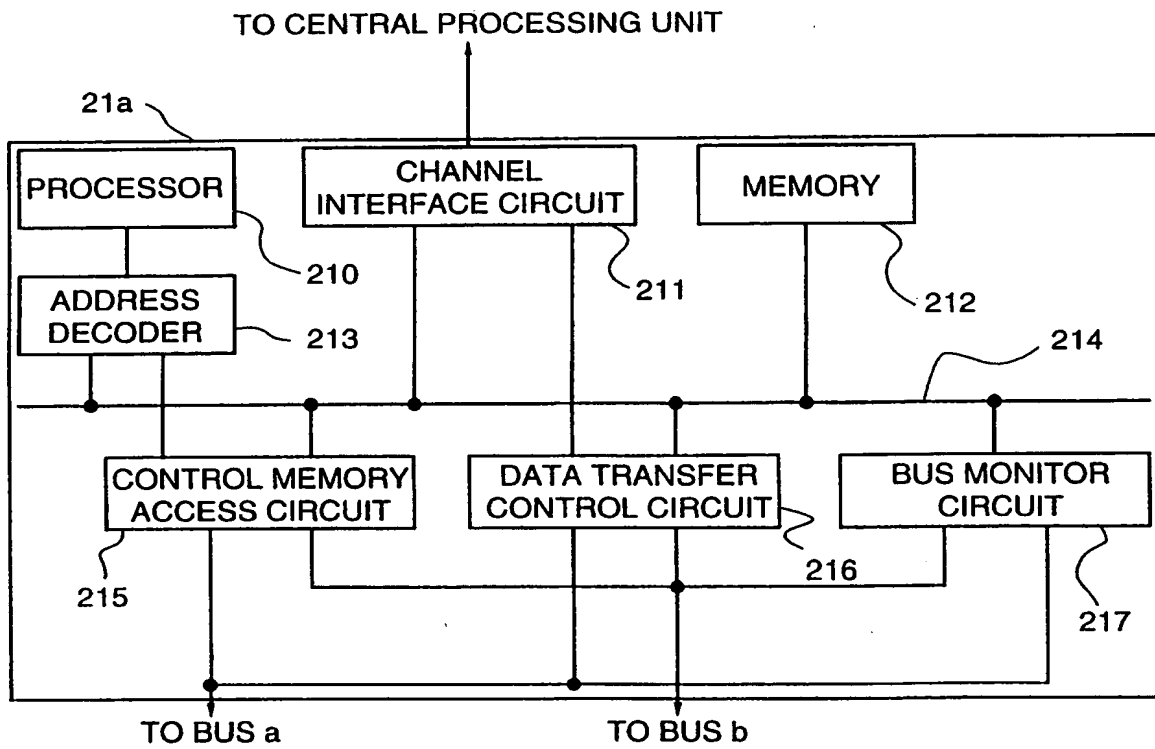 TO CENTRAL PROCESSING UNIT
21a
PROCESSOR
CHANNEL
INTERFACE CIRCUIT
MEMORY
210
211
212
ADDRESS
DECODER
213
214
CONTROL MEMORY
ACCESS CIRCUIT
DATA TRANSFER
CONTROL CIRCUIT
BUS MONITOR
CIRCUIT
215
216
217
TO BUS a
TO BUS b